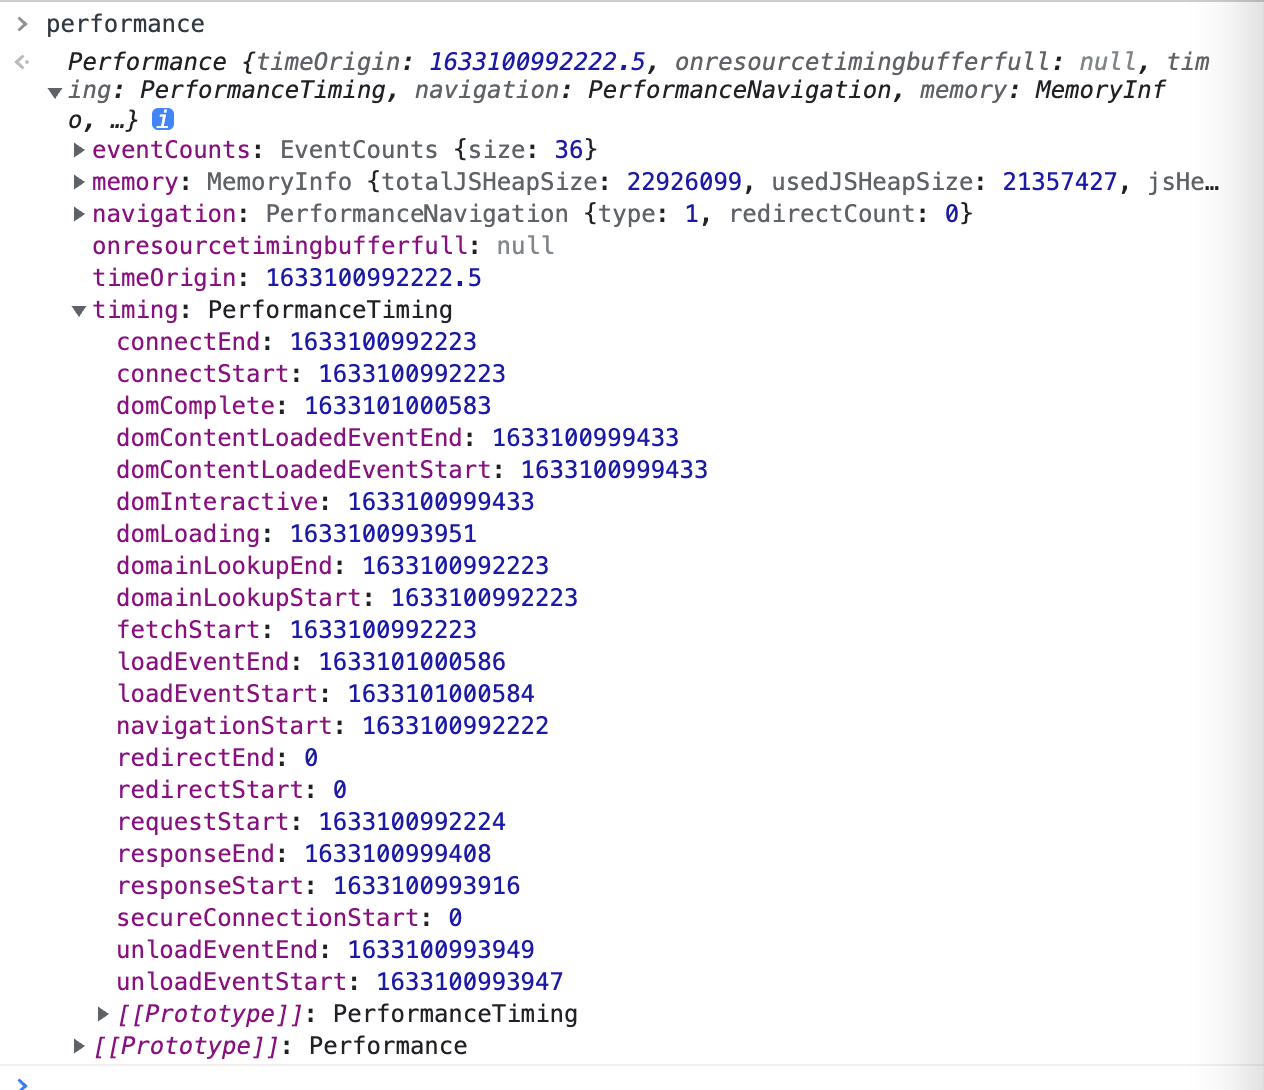 performance
Performance {timeOrigin: 1633100992222.5, onresourcetimingbufferfull: null, tim
ing: PerformanceTiming, navigation: PerformanceNavigation, memory: MemoryInf
o, …} i
eventCounts: EventCounts {size: 36}
memory: MemoryInfo {totalJSHeapSize: 22926099, usedJSHeapSize: 21357427, jsHe…
navigation: PerformanceNavigation {type: 1, redirectCount: 0}
onresourcetimingbufferfull: null
timeOrigin: 1633100992222.5
timing: PerformanceTiming
connectEnd: 1633100992223
connectStart: 1633100992223
domComplete: 1633101000583
domContentLoadedEventEnd: 1633100999433
domContentLoadedEventStart: 1633100999433
domInteractive: 1633100999433
domLoading: 1633100993951
domainLookupEnd: 1633100992223
domainLookupStart: 1633100992223
fetchStart: 1633100992223
loadEventEnd: 1633101000586
loadEventStart: 1633101000584
navigationStart: 1633100992222
redirectEnd: 0
redirectStart: 0
requestStart: 1633100992224
responseEnd: 1633100999408
responseStart: 1633100993916
secureConnectionStart: 0
unloadEventEnd: 1633100993949
unloadEventStart: 1633100993947
[[Prototype]]: PerformanceTiming
[[Prototype]]: Performance